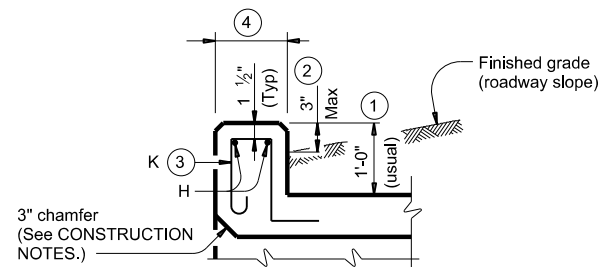 4
2
1 ½" (Typ)
3" Max
1
1'-0" (usual)
Finished grade
(roadway slope)
K 3
H
3" chamfer
(See CONSTRUCTION
NOTES.)